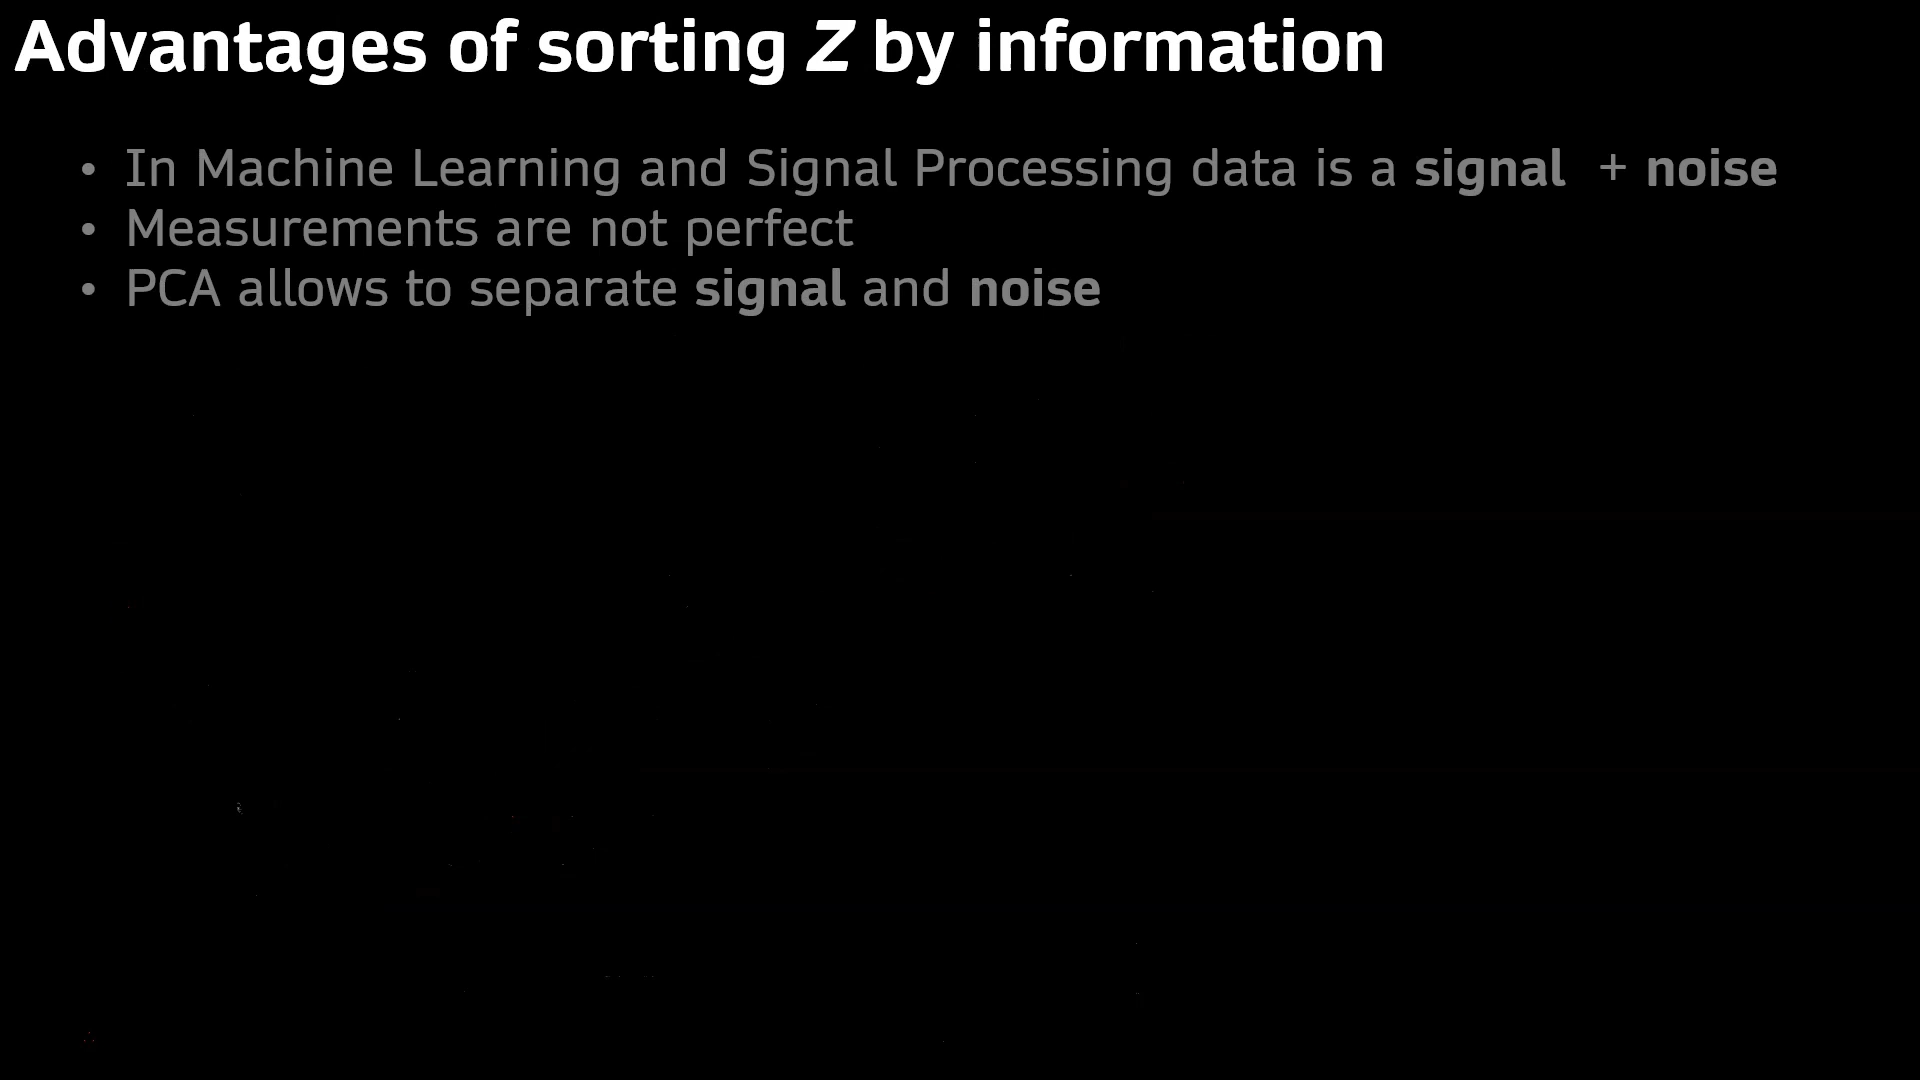 Advantages of sorting Z by information
• In Machine Learning and Signal Processing data is a signal + noise
• Measurements are not perfect
• PCA allows to separate signal and noise